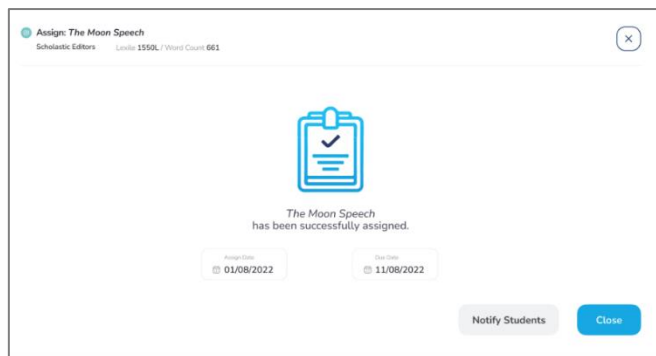 Assign: The Moon Speech
Scholastic Editors Lexile 1550L / Word Count 661
The Moon Speech
has been successfully assigned.
Assign Date Due Date
01/08/2022 11/08/2022
Notify Students Close